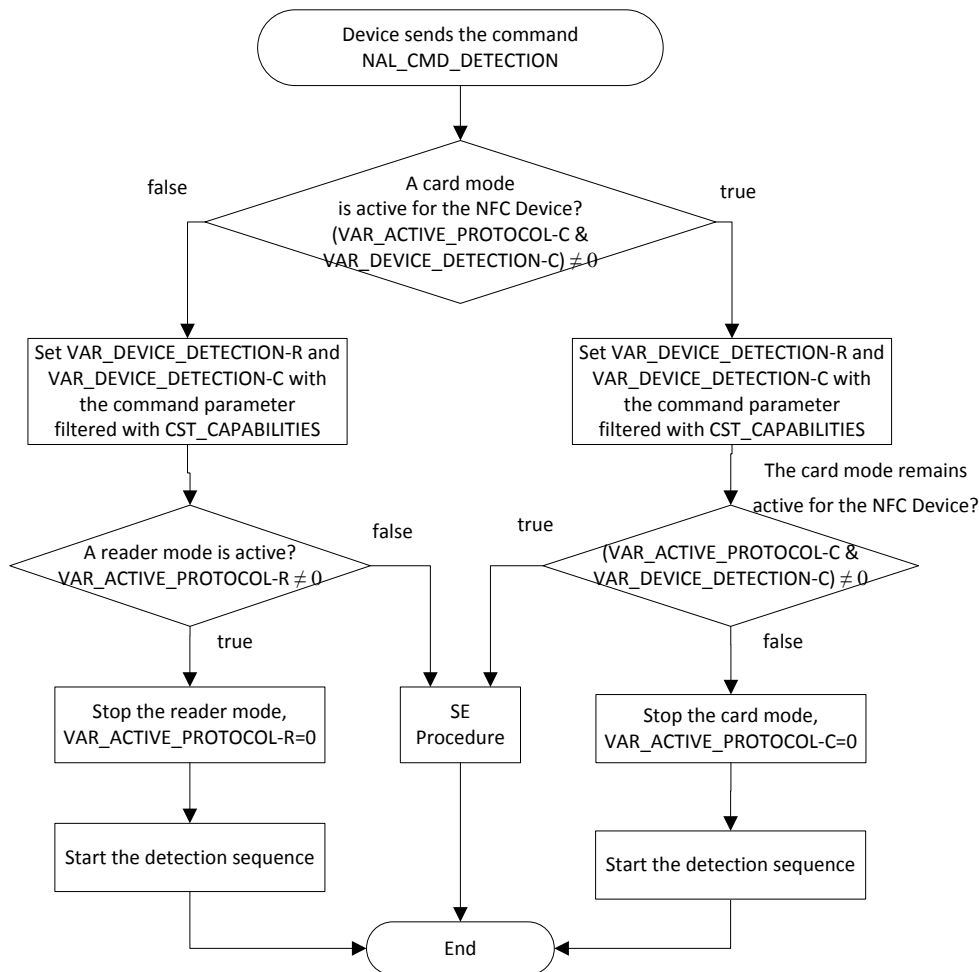 Device sends the command
NAL_CMD_DETECTION
false
A card mode
is active for the NFC Device?
(VAR_ACTIVE_PROTOCOL-C &
VAR_DEVICE_DETECTION-C) ≠ 0
true
Set VAR_DEVICE_DETECTION-R and
VAR_DEVICE_DETECTION-C with
the command parameter
filtered with CST_CAPABILITIES
Set VAR_DEVICE_DETECTION-R and
VAR_DEVICE_DETECTION-C with
the command parameter
filtered with CST_CAPABILITIES
The card mode remains
active for the NFC Device?
A reader mode is active?
VAR_ACTIVE_PROTOCOL-R ≠ 0
false
true
(VAR_ACTIVE_PROTOCOL-C &
VAR_DEVICE_DETECTION-C) ≠ 0
true
false
Stop the reader mode,
VAR_ACTIVE_PROTOCOL-R=0
SE
Procedure
Stop the card mode,
VAR_ACTIVE_PROTOCOL-C=0
Start the detection sequence
Start the detection sequence
End